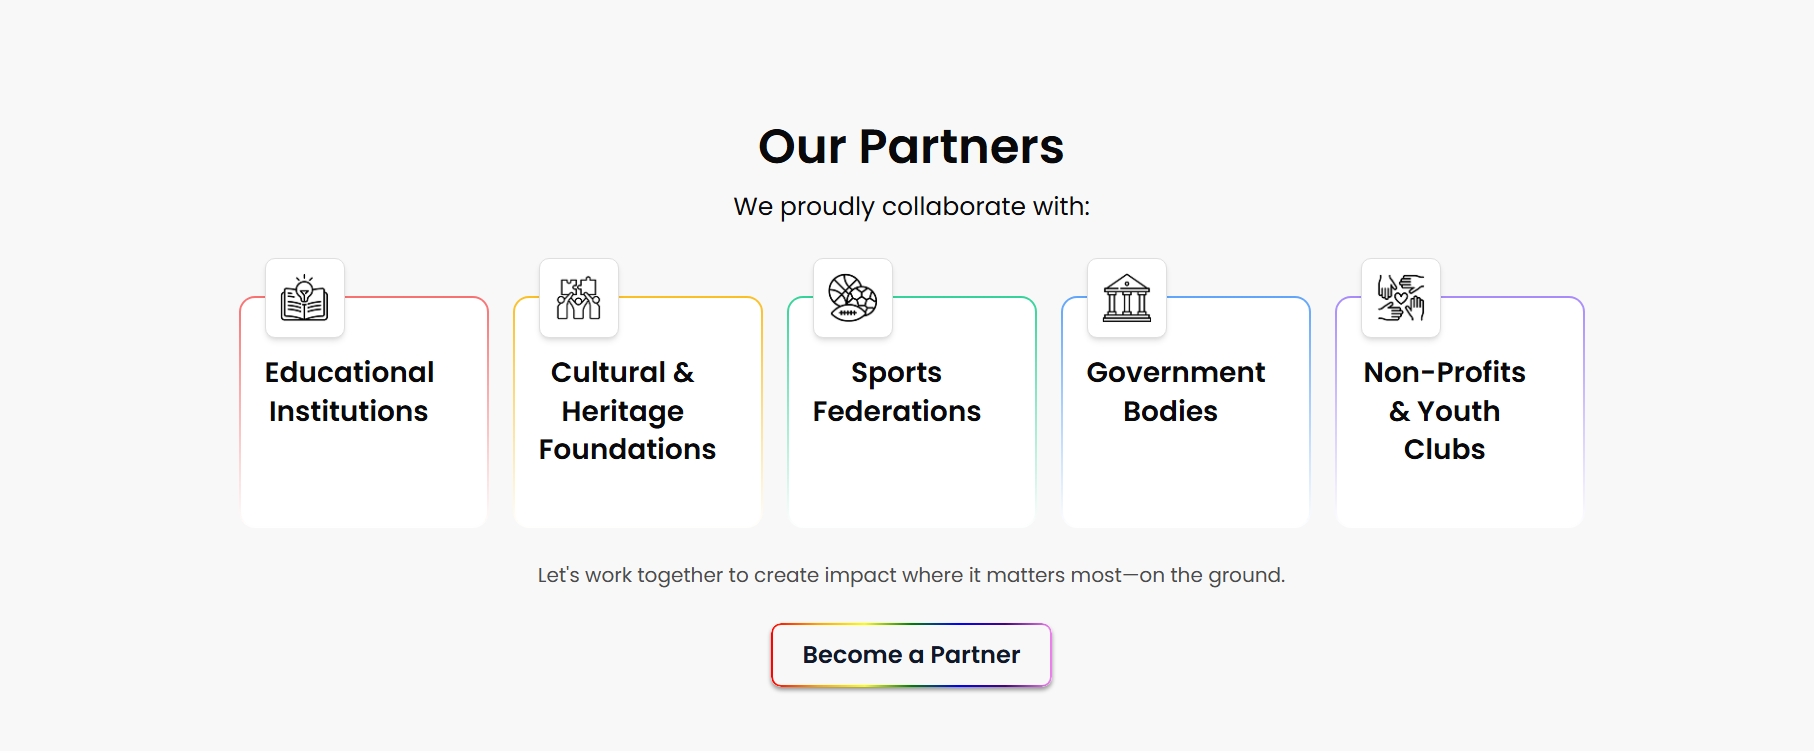 Our Partners
We proudly collaborate with:
Educational
Institutions
Cultural &
Heritage
Foundations
Sports
Federations
Government
Bodies
Non-Profits
& Youth
Clubs
Let's work together to create impact where it matters most—on the ground.
Become a Partner